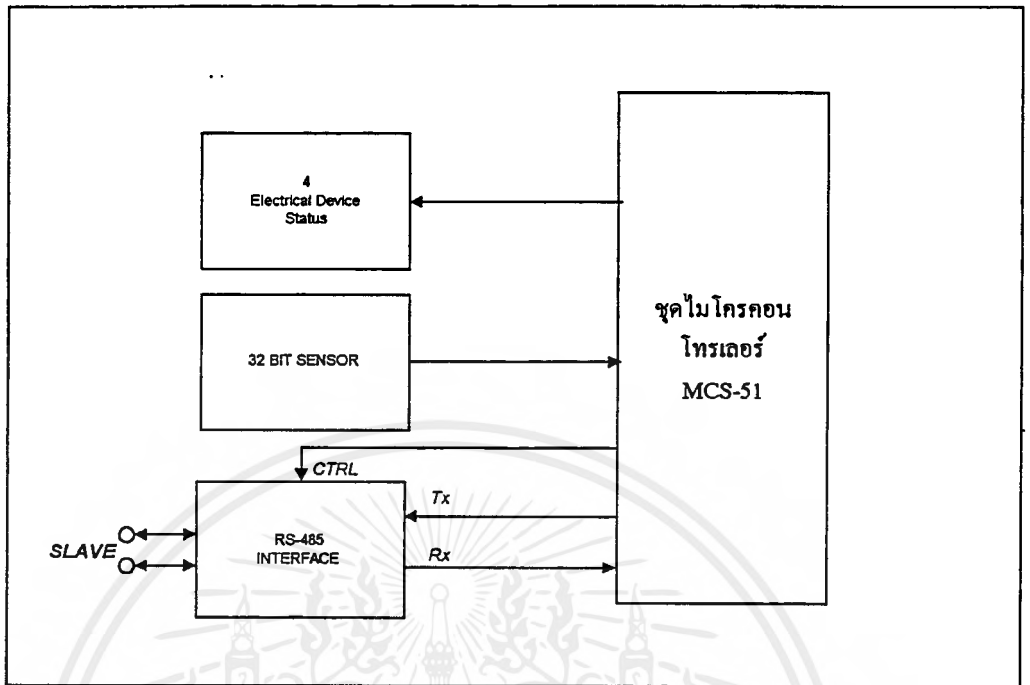 4
Electrical Device
Status
32 BIT SENSOR
ชุดไมโครคอน
โทรเลอร์
MCS-51
CTRL
Tx
Rx
SLAVE
RS-485
INTERFACE